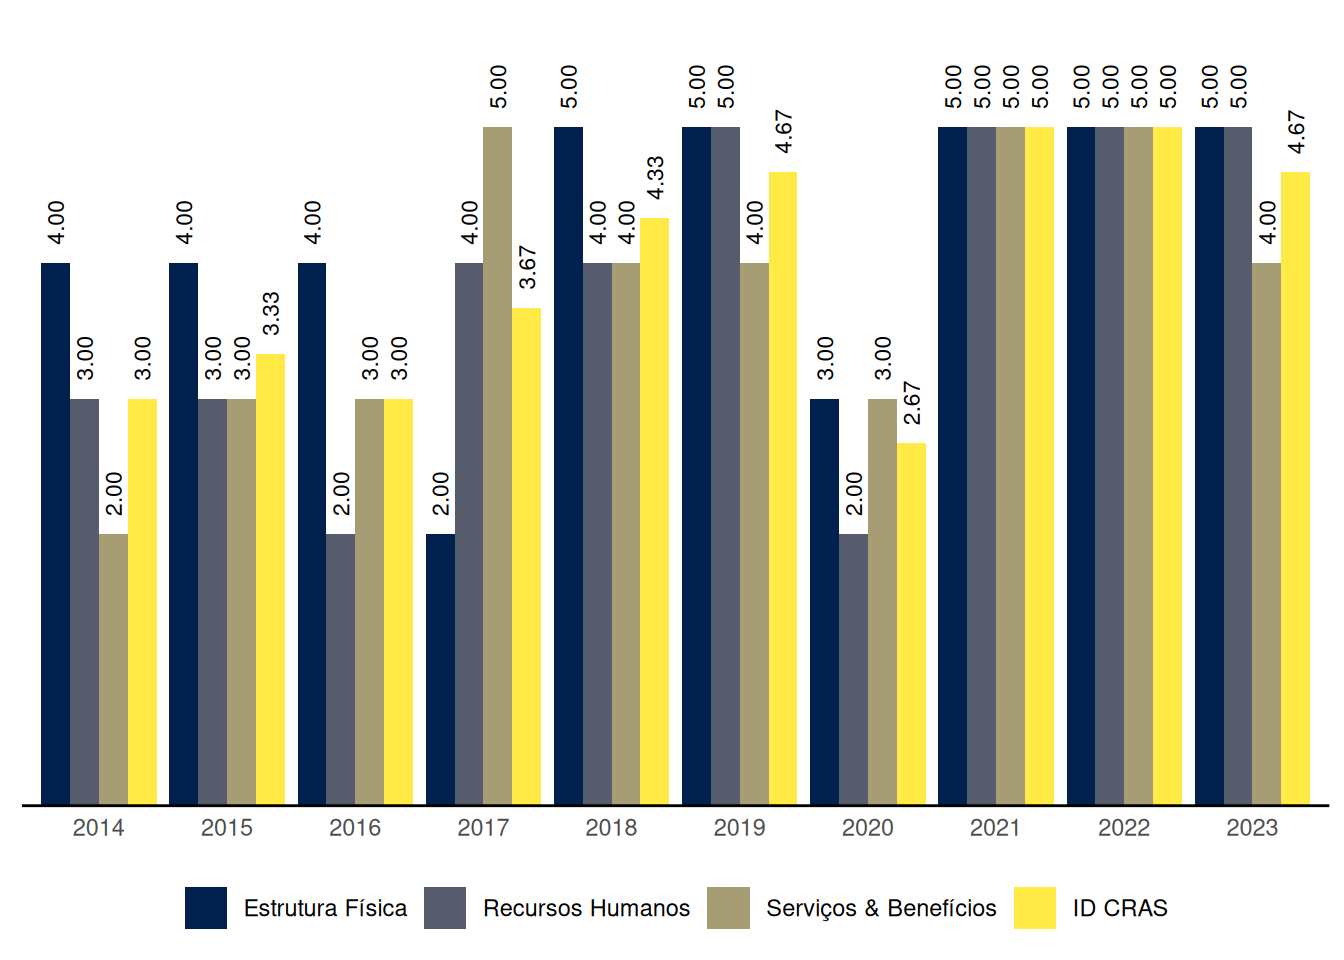 4.00 3.00 2.00 3.00
4.00 3.00 3.00 3.33
4.00 2.00 3.00 3.00
2.00 4.00 5.00 3.67
5.00 4.00 4.00 4.33
5.00 5.00 4.00 4.67
3.00 2.00 3.00 2.67
5.00 5.00 5.00 5.00
5.00 5.00 5.00 5.00
5.00 5.00 4.00 4.67
2014 2015 2016 2017 2018 2019 2020 2021 2022 2023
Estrutura Física Recursos Humanos Serviços & Benefícios ID CRAS